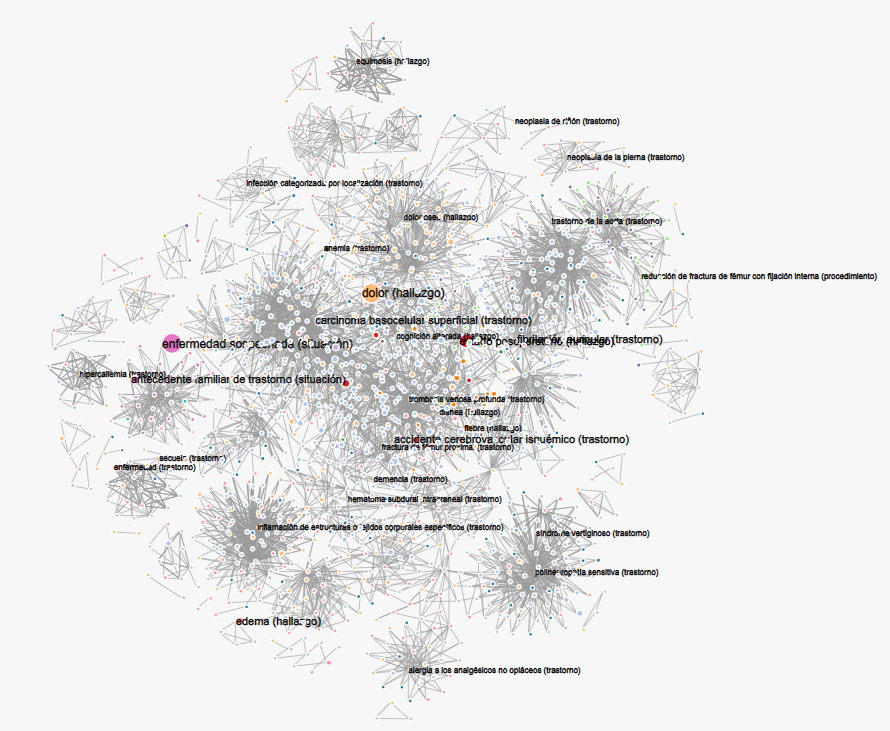 equimosis (hallazgo)
neoplasia de riñón (trastorno)
neoplasia de la pierna (trastorno)
infección categorizada por localización (trastorno)
dolor óseo (hallazgo)
trastorno de la aorta (trastorno)
anemia (trastorno)
reducción de fractura de fémur con fijación interna (procedimiento)
dolor (hallazgo)
carcinoma basocelular superficial (trastorno)
cognición alterada (hallazgo)
fibrilación auricular (trastorno)
enfermedad sospechada (situación)
hipercaliemia (trastorno)
antecedente familiar de trastorno (situación)
trombosis venosa profunda (trastorno)
disnea (hallazgo)
fiebre (hallazgo)
accidente cerebrovascular isquémico (trastorno)
fractura de fémur proximal (trastorno)
secuela (trastorno)
enfermedad (trastorno)
demencia (trastorno)
hematoma subdural intracraneal (trastorno)
inflamación de estructuras o tejidos corporales específicos (trastorno)
síndrome vertiginoso (trastorno)
polineuropatía sensitiva (trastorno)
edema (hallazgo)
alergia a los analgésicos no opiáceos (trastorno)